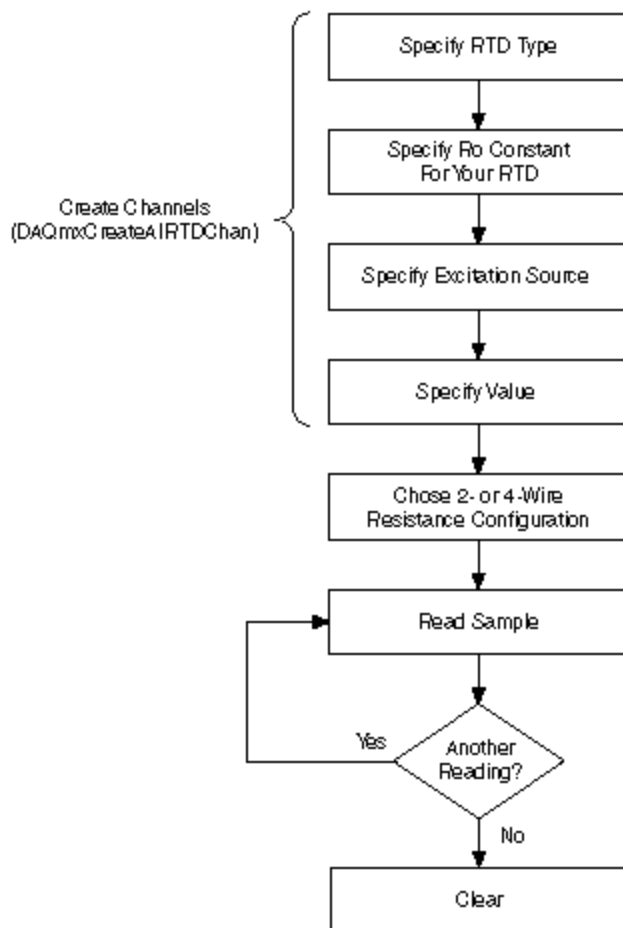 Specify RTD Type
Specify Ro Constant
For Your RTD
Create Channels
(DAQmxCreateAIRTDChan)
Specify Excitation Source
Specify Value
Chose 2- or 4-Wire
Resistance Configuration
Read Sample
Yes
Another
Reading?
No
Clear